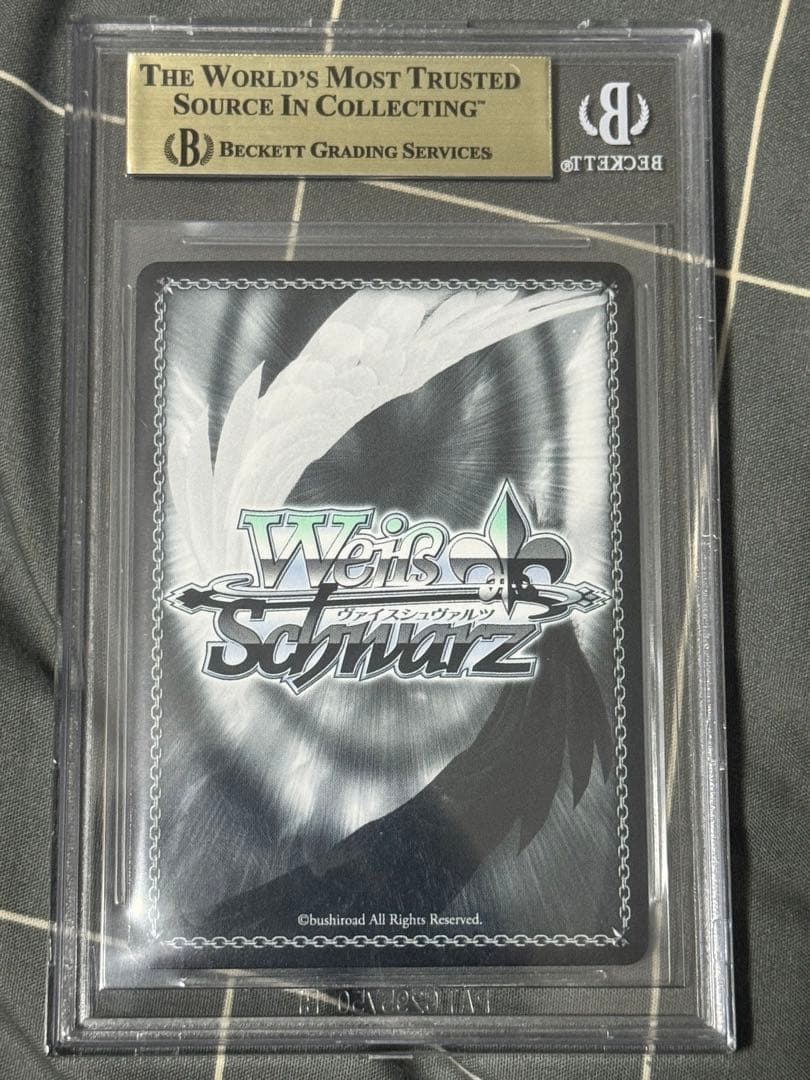 THE WORLD'S MOST TRUSTED
SOURCE IN COLLECTING™
B BECKETT GRADING SERVICES
B
BECKETT®
Weiß
ヴァイスシュヴァルツ
Schwarz
©bushiroad All Rights Reserved.